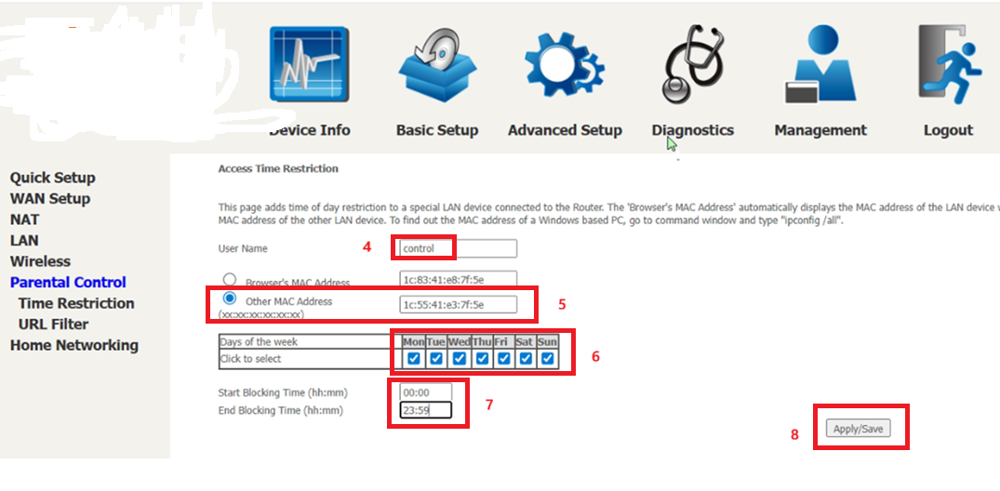 Device Info Basic Setup Advanced Setup Diagnostics Management Logout
Quick Setup
WAN Setup
NAT
LAN
Wireless
Parental Control
Time Restriction
URL Filter
Home Networking
Access Time Restriction
This page adds time of day restriction to a special LAN device connected to the Router. The 'Browser's MAC Address' automatically displays the MAC address of the LAN device
MAC address of the other LAN device. To find out the MAC address of a Windows based PC, go to command window and type "ipconfig /all".
User Name 4 control
Browser's MAC Address 1c:83:41:e8:7f:5e
Other MAC Address 1c:55:41:e3:7f:5e 5
(xx:xx:xx:xx:xx:xx)
Days of the week Mon Tue Wed Thu Fri Sat Sun
Click to select 6
Start Blocking Time (hh:mm) 00:00
End Blocking Time (hh:mm) 23:59 7
8 Apply/Save